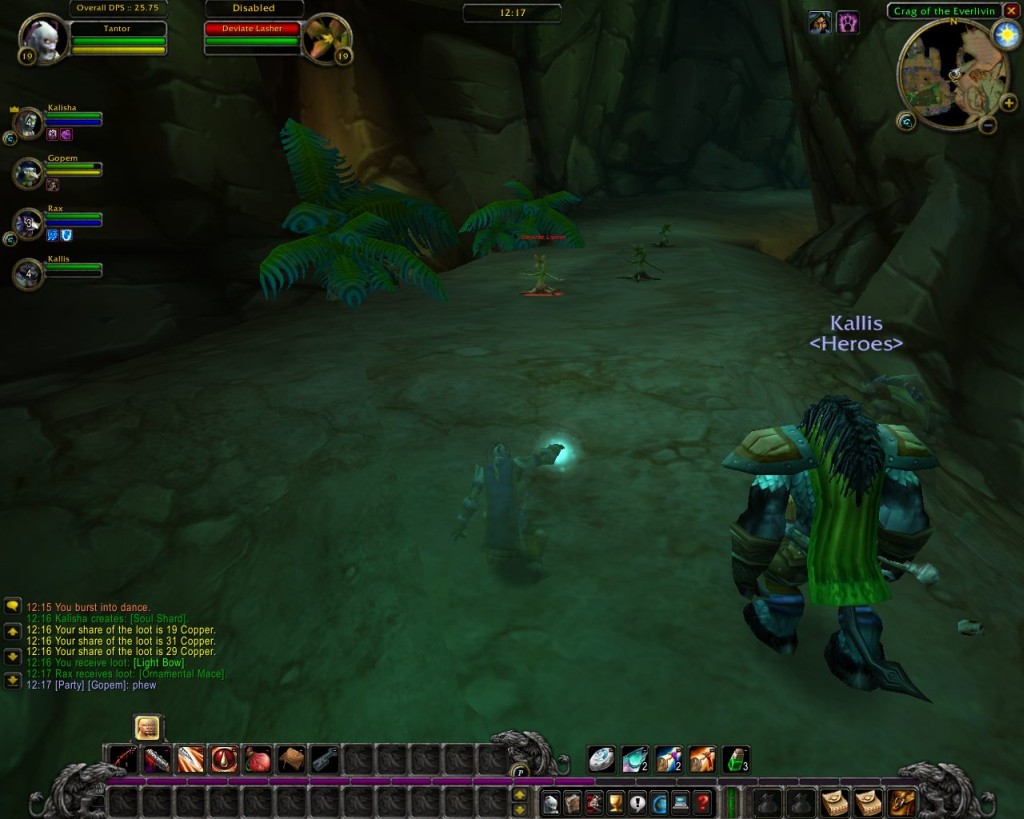 Overall DPS :: 25.75
Tantor
19
Disabled
Deviate Lasher
19
12:17
Crag of the Everlivin
N
Kalisha
Gopem
Rax
Kallis
Deviate Lasher
Kallis
<Heroes>
12:15 You burst into dance.
12:16 Kalisha creates: [Soul Shard].
12:16 Your share of the loot is 19 Copper.
12:16 Your share of the loot is 31 Copper.
12:16 Your share of the loot is 29 Copper.
12:16 You receive loot: [Light Bow].
12:17 Rax receives loot: [Ornamental Mace].
12:17 [Party] [Gopem]: phew
2
2
3
P